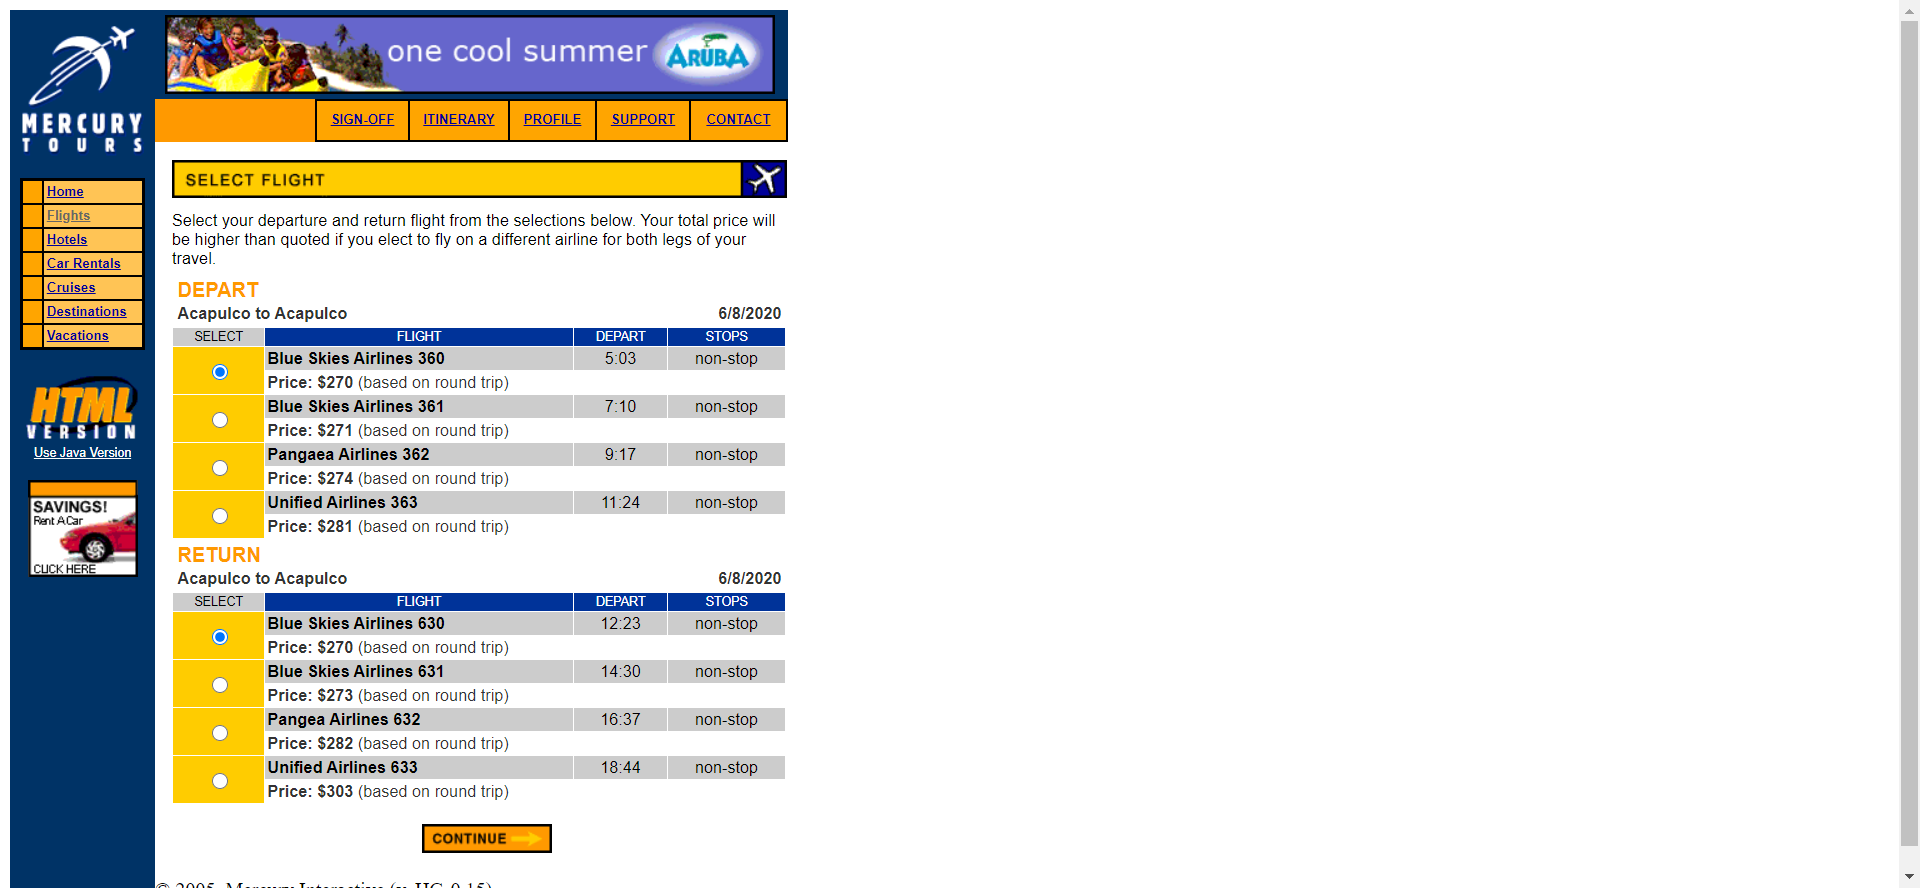 one cool summer ARUBA
MERCURY
TOURS
SIGN-OFF ITINERARY PROFILE SUPPORT CONTACT
Home
Flights
Hotels
Car Rentals
Cruises
Destinations
Vacations
HTML
VERSION
Use Java Version
SAVINGS!
Rent A Car
CLICK HERE
SELECT FLIGHT
Select your departure and return flight from the selections below. Your total price will
be higher than quoted if you elect to fly on a different airline for both legs of your
travel.
DEPART
Acapulco to Acapulco 6/8/2020
SELECT FLIGHT DEPART STOPS
Blue Skies Airlines 360 5:03 non-stop
Price: $270 (based on round trip)
Blue Skies Airlines 361 7:10 non-stop
Price: $271 (based on round trip)
Pangaea Airlines 362 9:17 non-stop
Price: $274 (based on round trip)
Unified Airlines 363 11:24 non-stop
Price: $281 (based on round trip)
RETURN
Acapulco to Acapulco 6/8/2020
SELECT FLIGHT DEPART STOPS
Blue Skies Airlines 630 12:23 non-stop
Price: $270 (based on round trip)
Blue Skies Airlines 631 14:30 non-stop
Price: $273 (based on round trip)
Pangea Airlines 632 16:37 non-stop
Price: $282 (based on round trip)
Unified Airlines 633 18:44 non-stop
Price: $303 (based on round trip)
CONTINUE
© 2005, Mercury Interactive (v. HG-0.15)